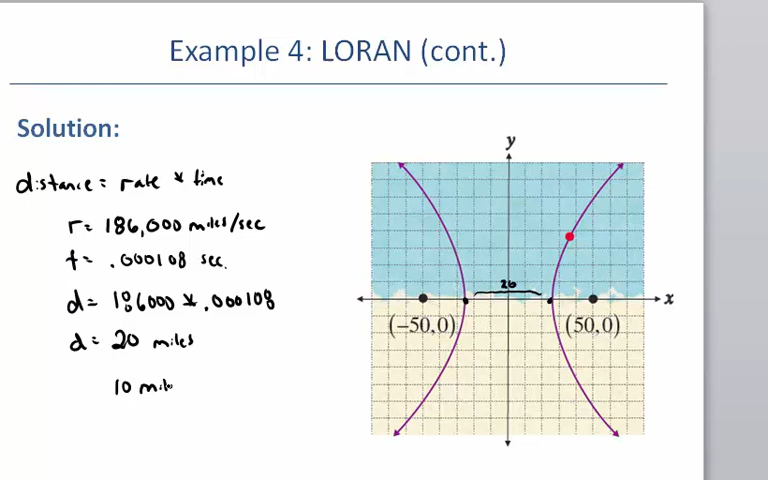 Example 4: LORAN (cont.)
Solution:
distance = rate * time
r= 186,000 miles/sec
t= .000108 sec.
d= 186000 * .000108
d= 20 miles
10 mile
y
20
x
(−50,0)
(50,0)